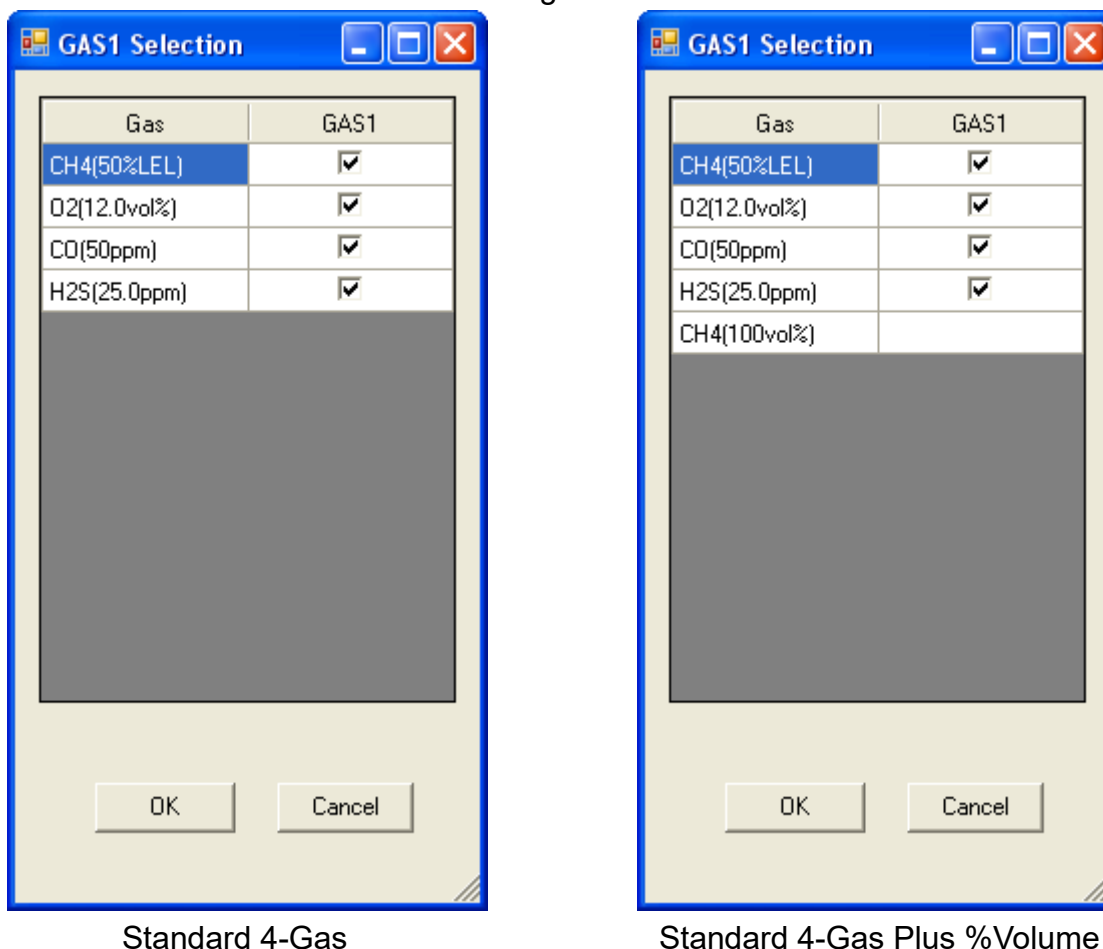 GAS1 Selection
Gas GAS1
CH4(50%LEL)
O2(12.0vol%)
CO(50ppm)
H2S(25.0ppm)
OK Cancel
Standard 4-Gas
GAS1 Selection
Gas GAS1
CH4(50%LEL)
O2(12.0vol%)
CO(50ppm)
H2S(25.0ppm)
CH4(100vol%)
OK Cancel
Standard 4-Gas Plus %Volume